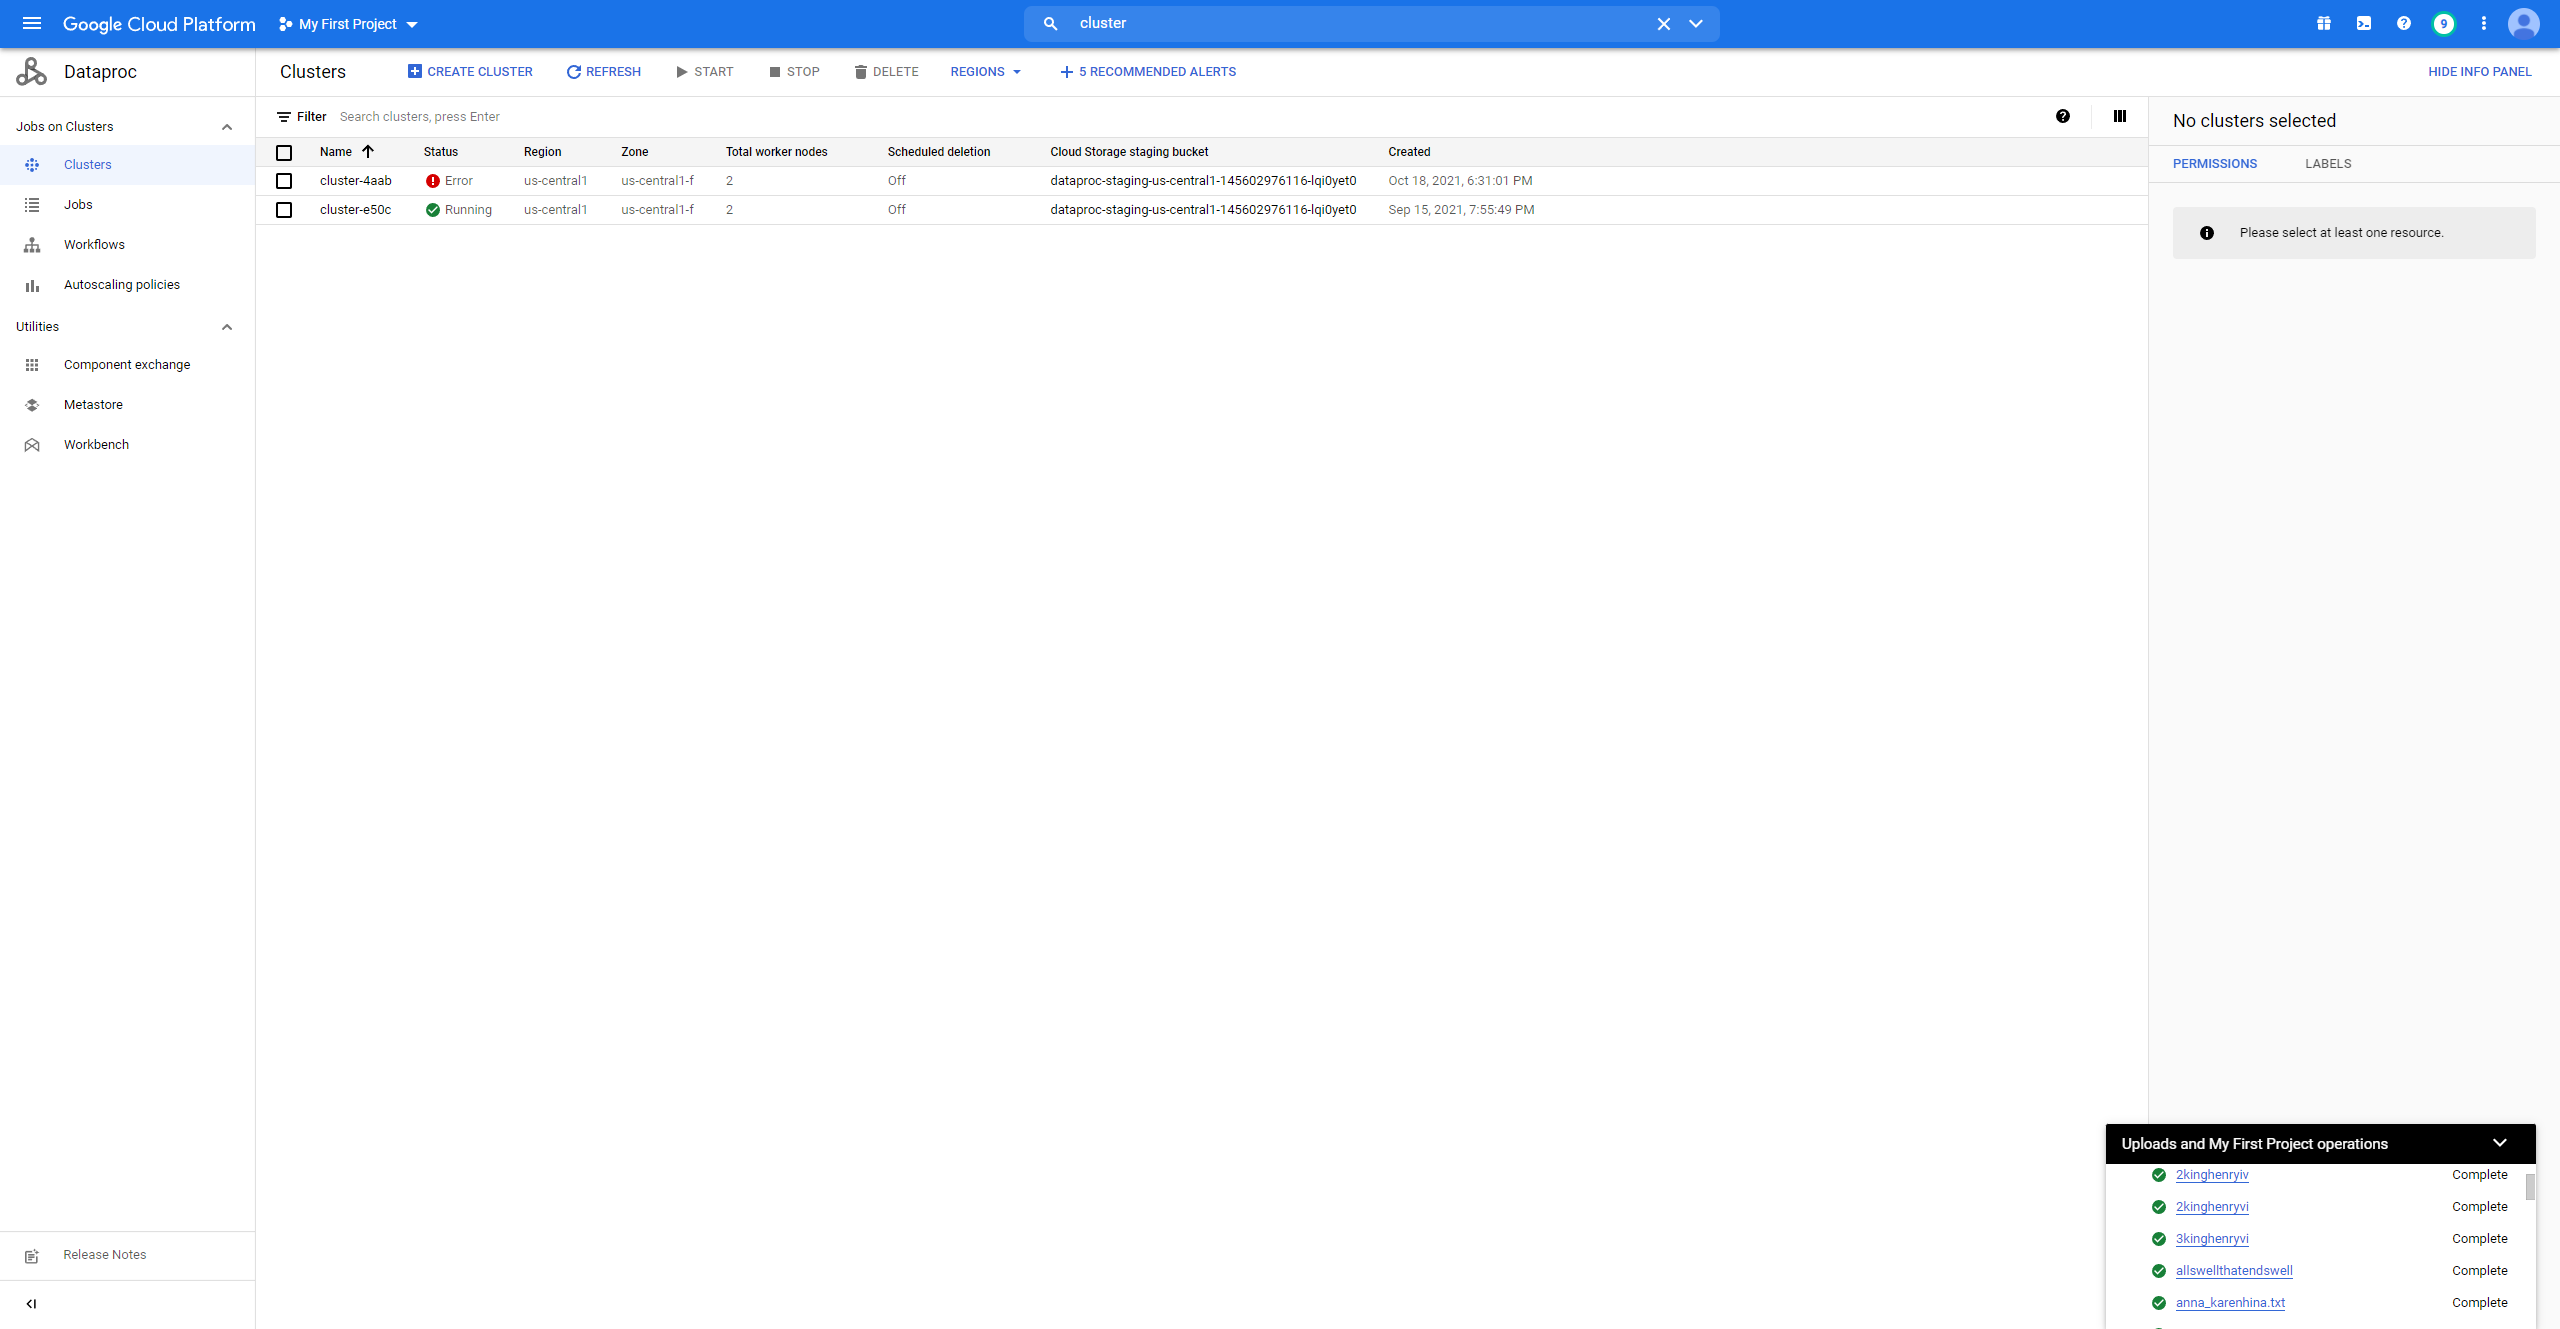 Google Cloud Platform My First Project cluster 9
Dataproc Clusters CREATE CLUSTER REFRESH START STOP DELETE REGIONS 5 RECOMMENDED ALERTS HIDE INFO PANEL
Jobs on Clusters
Clusters
Jobs
Workflows
Autoscaling policies
Utilities
Component exchange
Metastore
Workbench
Release Notes
Filter Search clusters, press Enter
Name Status Region Zone Total worker nodes Scheduled deletion Cloud Storage staging bucket Created
cluster-4aab Error us-central1 us-central1-f 2 Off dataproc-staging-us-central1-145602976116-lqi0yet0 Oct 18, 2021, 6:31:01 PM
cluster-e50c Running us-central1 us-central1-f 2 Off dataproc-staging-us-central1-145602976116-lqi0yet0 Sep 15, 2021, 7:55:49 PM
No clusters selected
PERMISSIONS LABELS
Please select at least one resource.
Uploads and My First Project operations
2kinghenryiv Complete
2kinghenryvi Complete
3kinghenryvi Complete
allswellthatendswell Complete
anna_karenhina.txt Complete